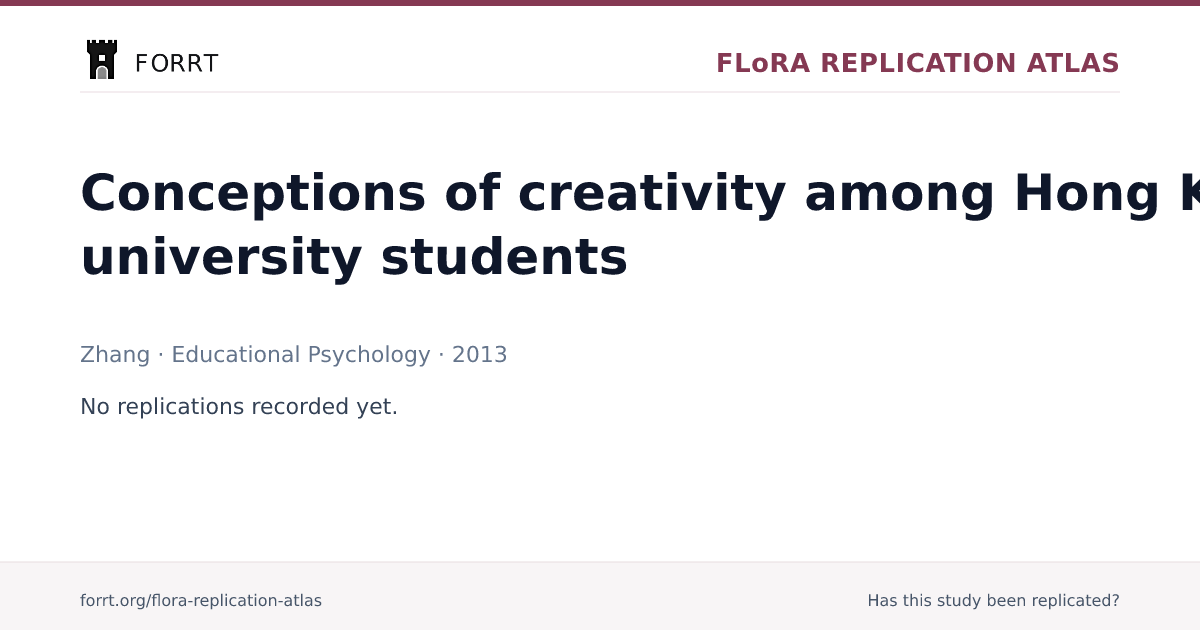 FORRT
FLoRA REPLICATION ATLAS
Conceptions of creativity among Hong
university students
Zhang · Educational Psychology · 2013
No replications recorded yet.
forrt.org/flora-replication-atlas
Has this study been replicated?